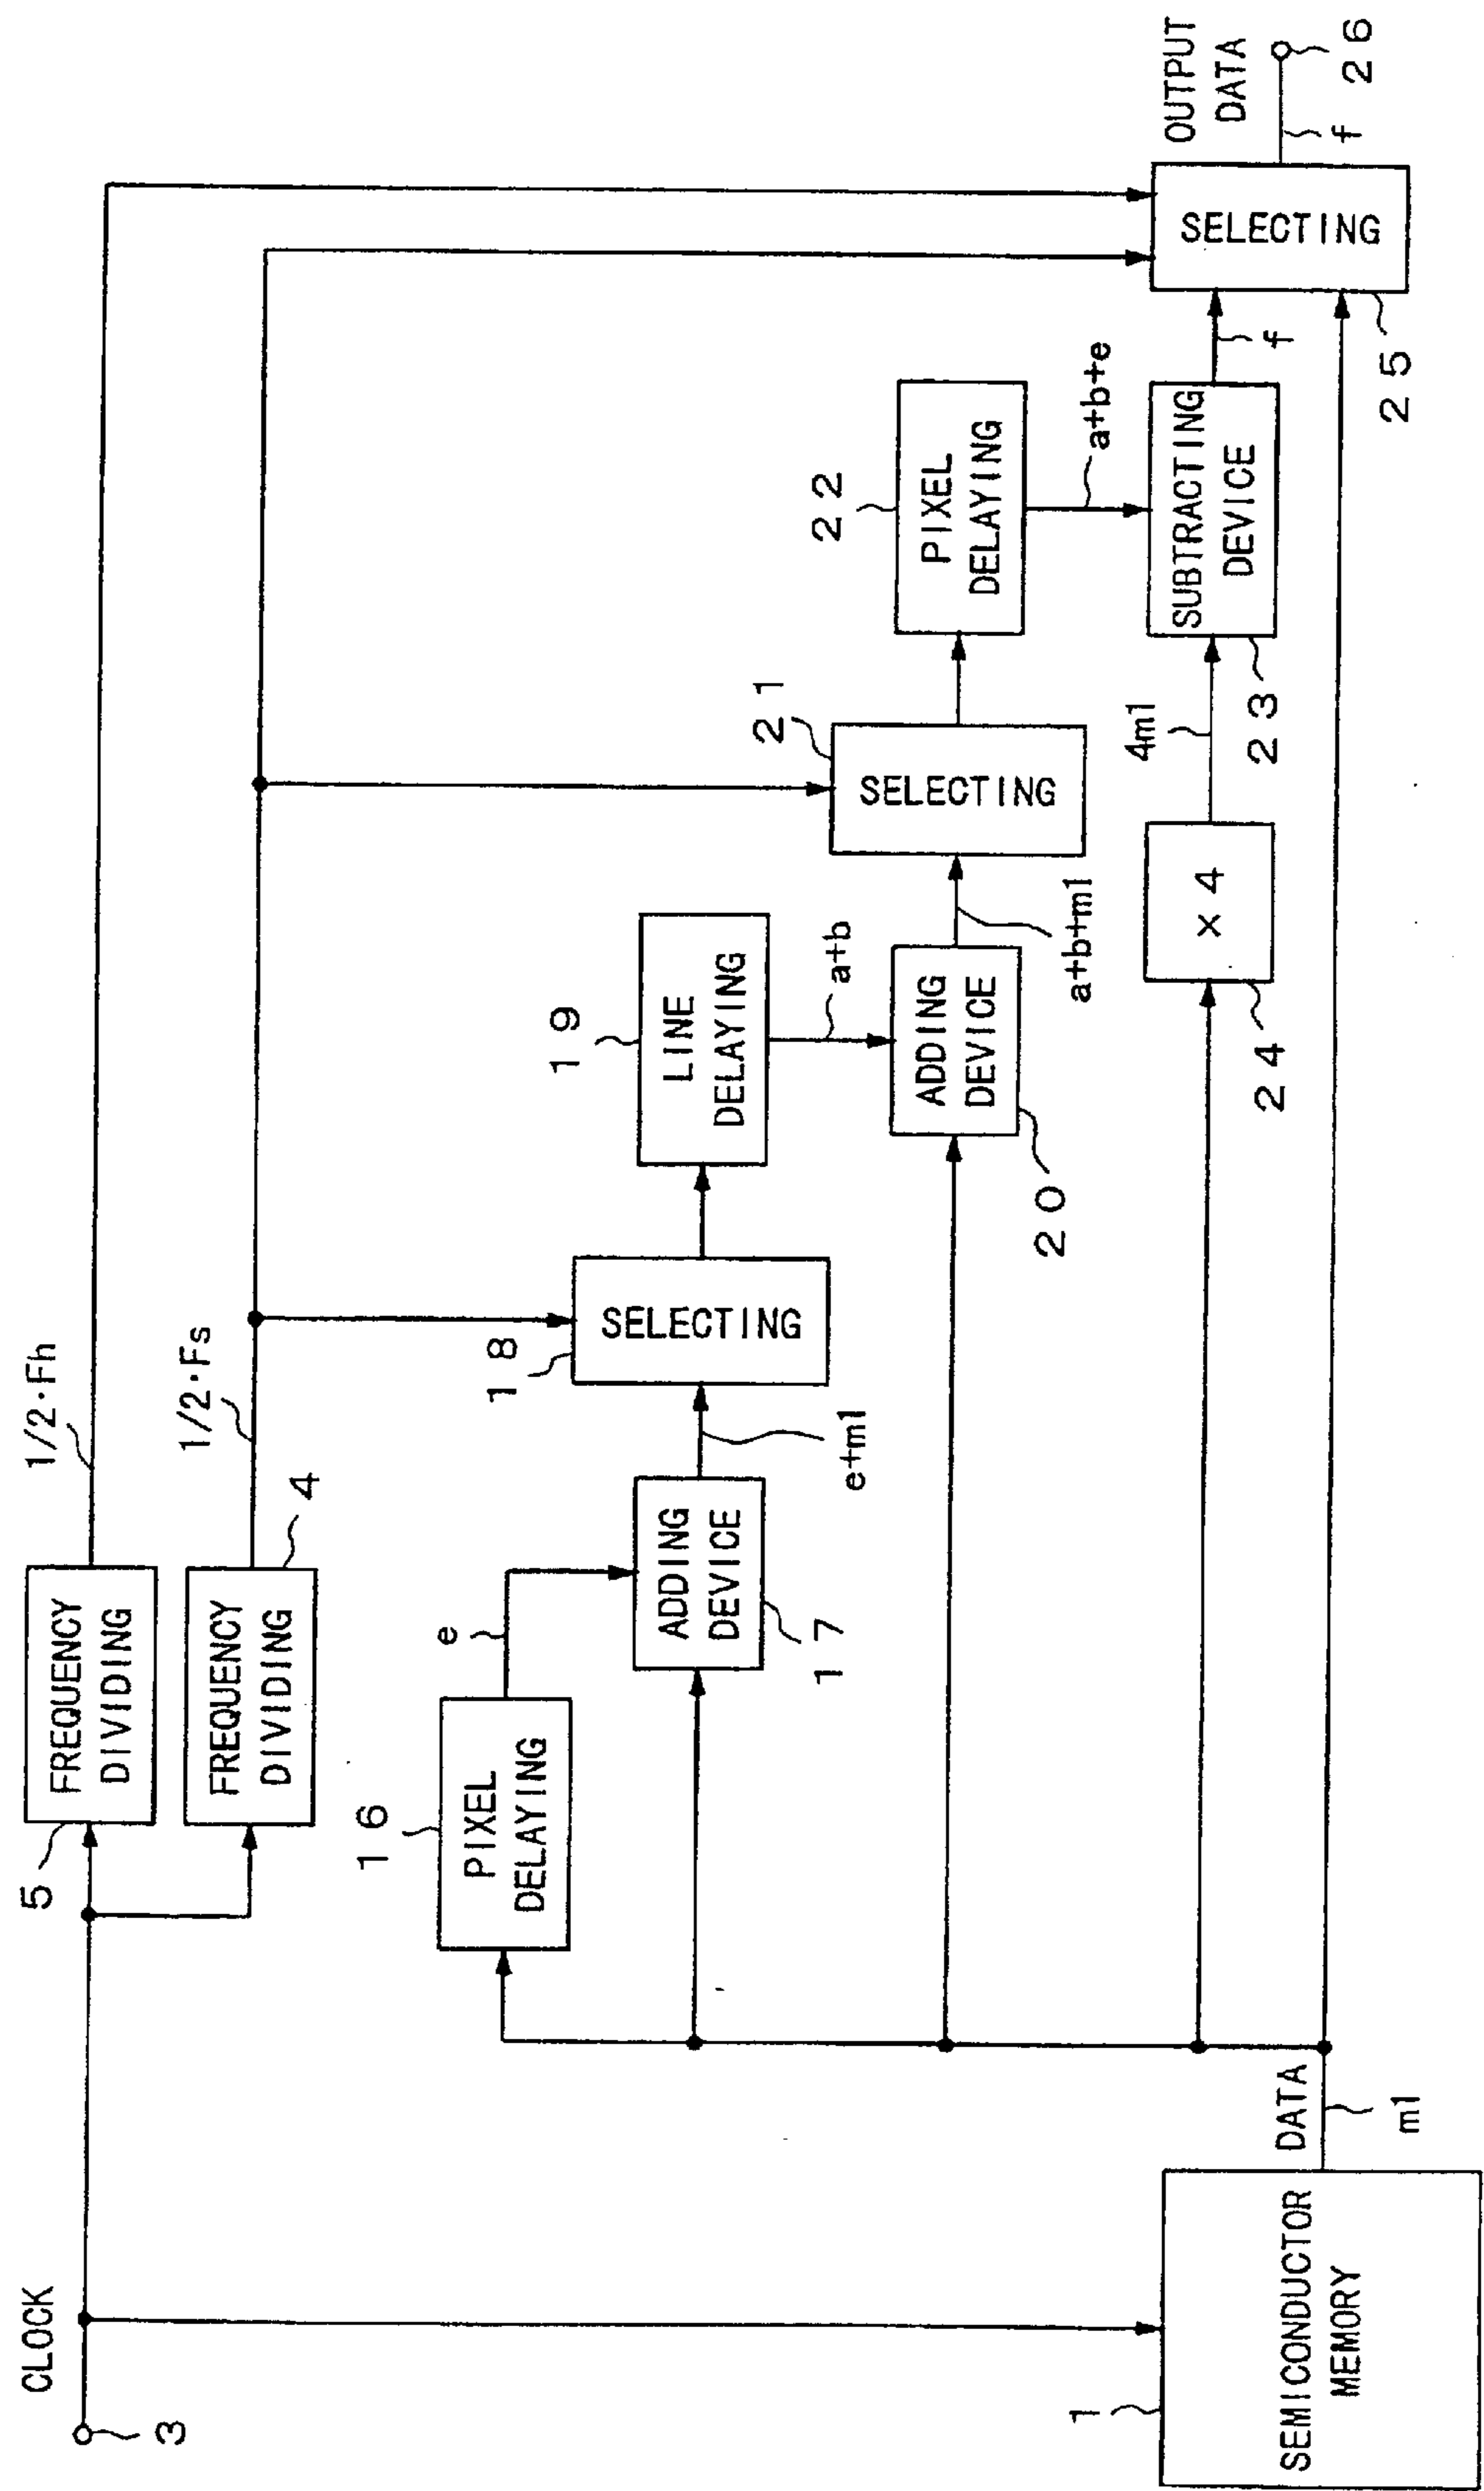 CLOCK
3
5
FREQUENCY
DIVIDING
1/2·Fh
FREQUENCY
DIVIDING
4
1/2·Fs
16
PIXEL
DELAYING
e
ADDING
DEVICE
17
e+m1
18
SELECTING
19
LINE
DELAYING
a+b
ADDING
DEVICE
20
a+b+m1
21
SELECTING
22
PIXEL
DELAYING
a+b+e
×4
24
4m1
SUBTRACTING
DEVICE
23
f
SELECTING
25
OUTPUT
DATA
f
26
1
SEMICONDUCTOR
MEMORY
DATA
m1